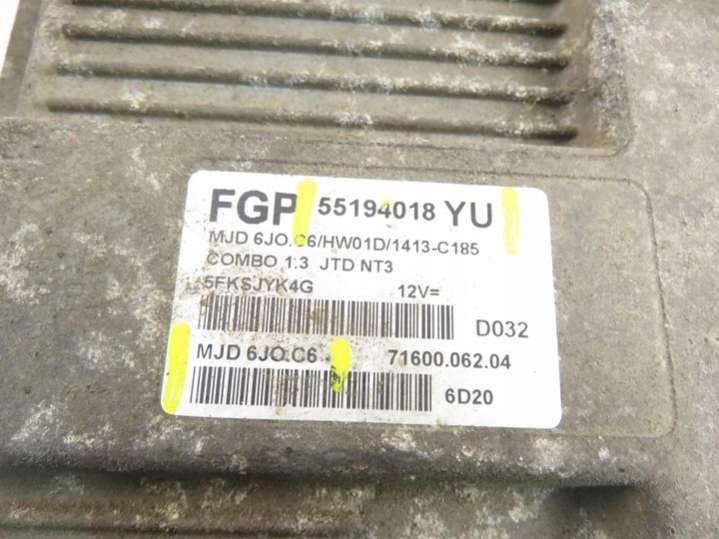 FGP 55194018 YU
MJD 6JO.C6/HW01D/1413-C185
COMBO 1.3 JTD NT3
5FKSJYK4G 12V=
D032
MJD 6JO.C6 71600.062.04
6D20